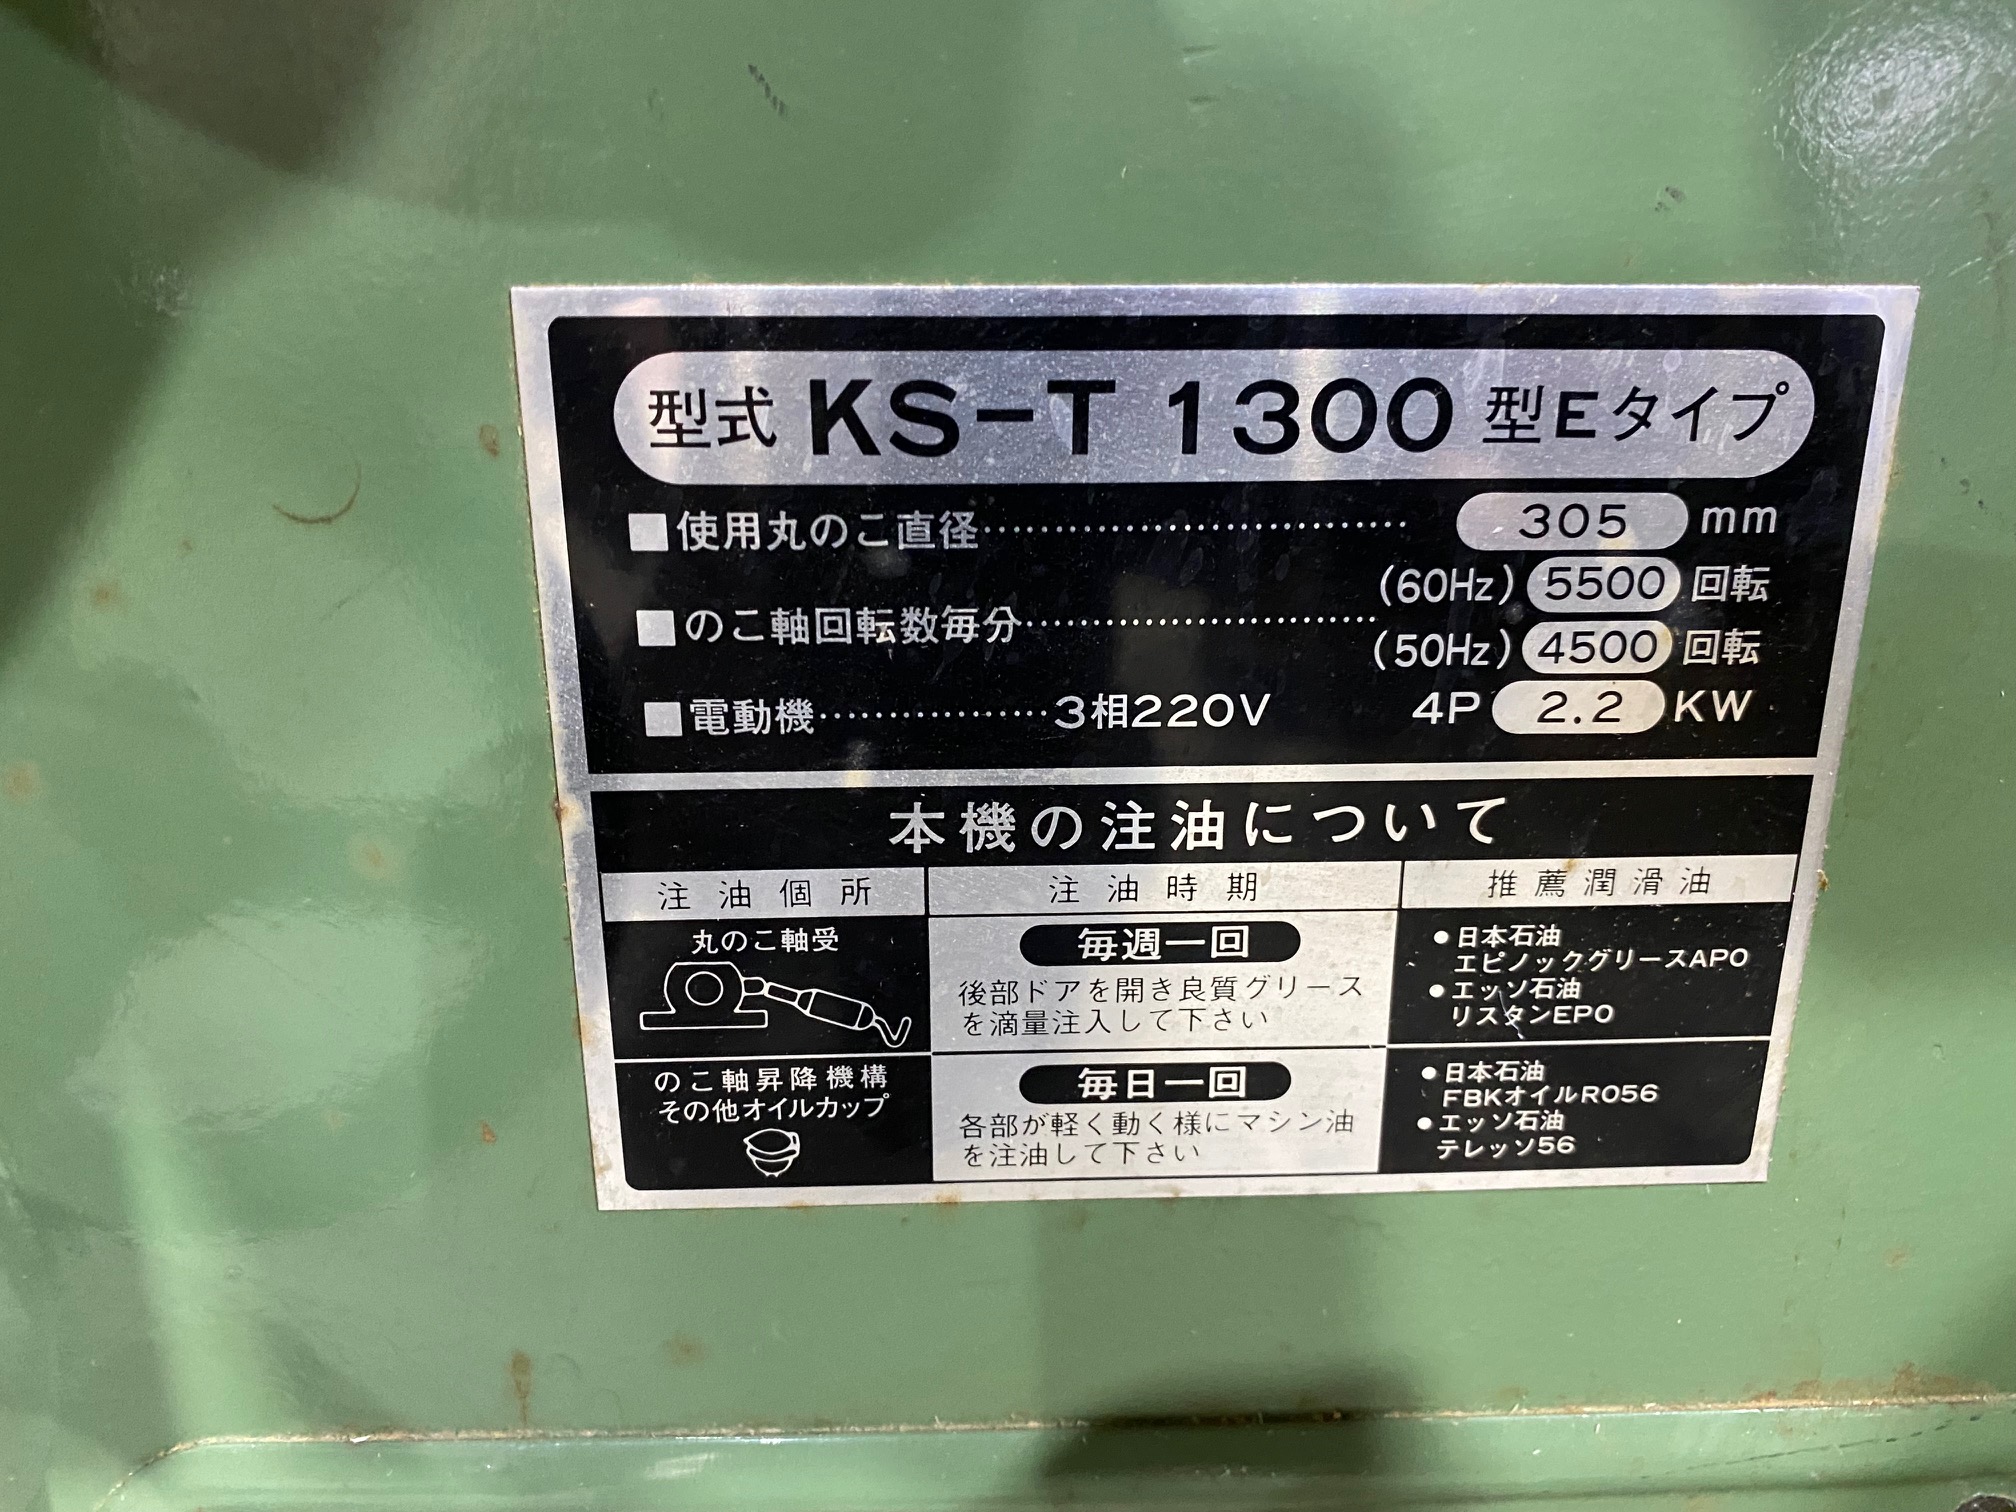 型式 KS-T 1300 型Eタイプ
■使用丸のこ直径・・・・・・・・・・・・・・・・・・・・・・・・・・・・・・ 305 mm
(60Hz) 5500 回転
■のこ軸回転数毎分・・・・・・・・・・・・・・・・・・・・・・・・・
(50Hz) 4500 回転
■電動機・・・・・・・・・・・・・・・・3相220V 4P 2.2 KW
本機の注油について
注油個所 注油時期 推薦潤滑油
丸のこ軸受
毎週一回
後部ドアを開き良質グリース
を滴量注入して下さい
●日本石油
エピノックグリースAPO
●エッソ石油
リスタンEPO
のこ軸昇降機構
その他オイルカップ
毎日一回
各部が軽く動く様にマシン油
を注油して下さい
●日本石油
FBKオイルRO56
●エッソ石油
テレッソ56